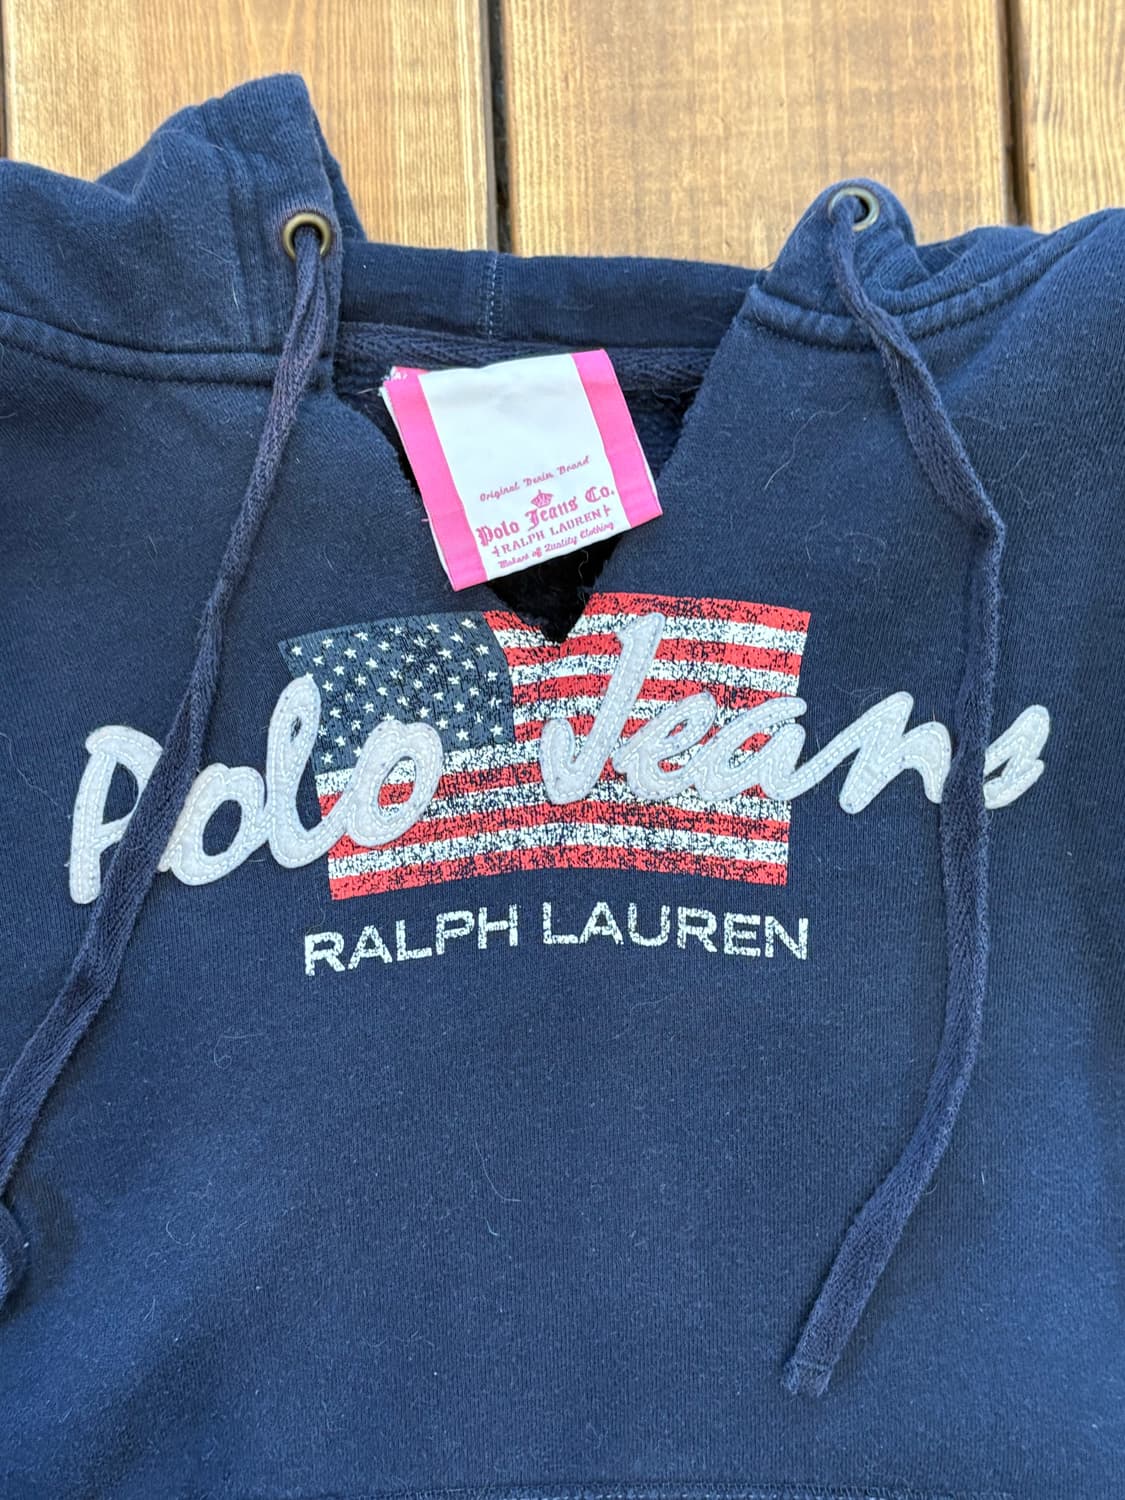 Original Denim Brand
Polo Jeans Co.
RALPH LAUREN
Makers of Quality Clothing
Polo Jeans
RALPH LAUREN